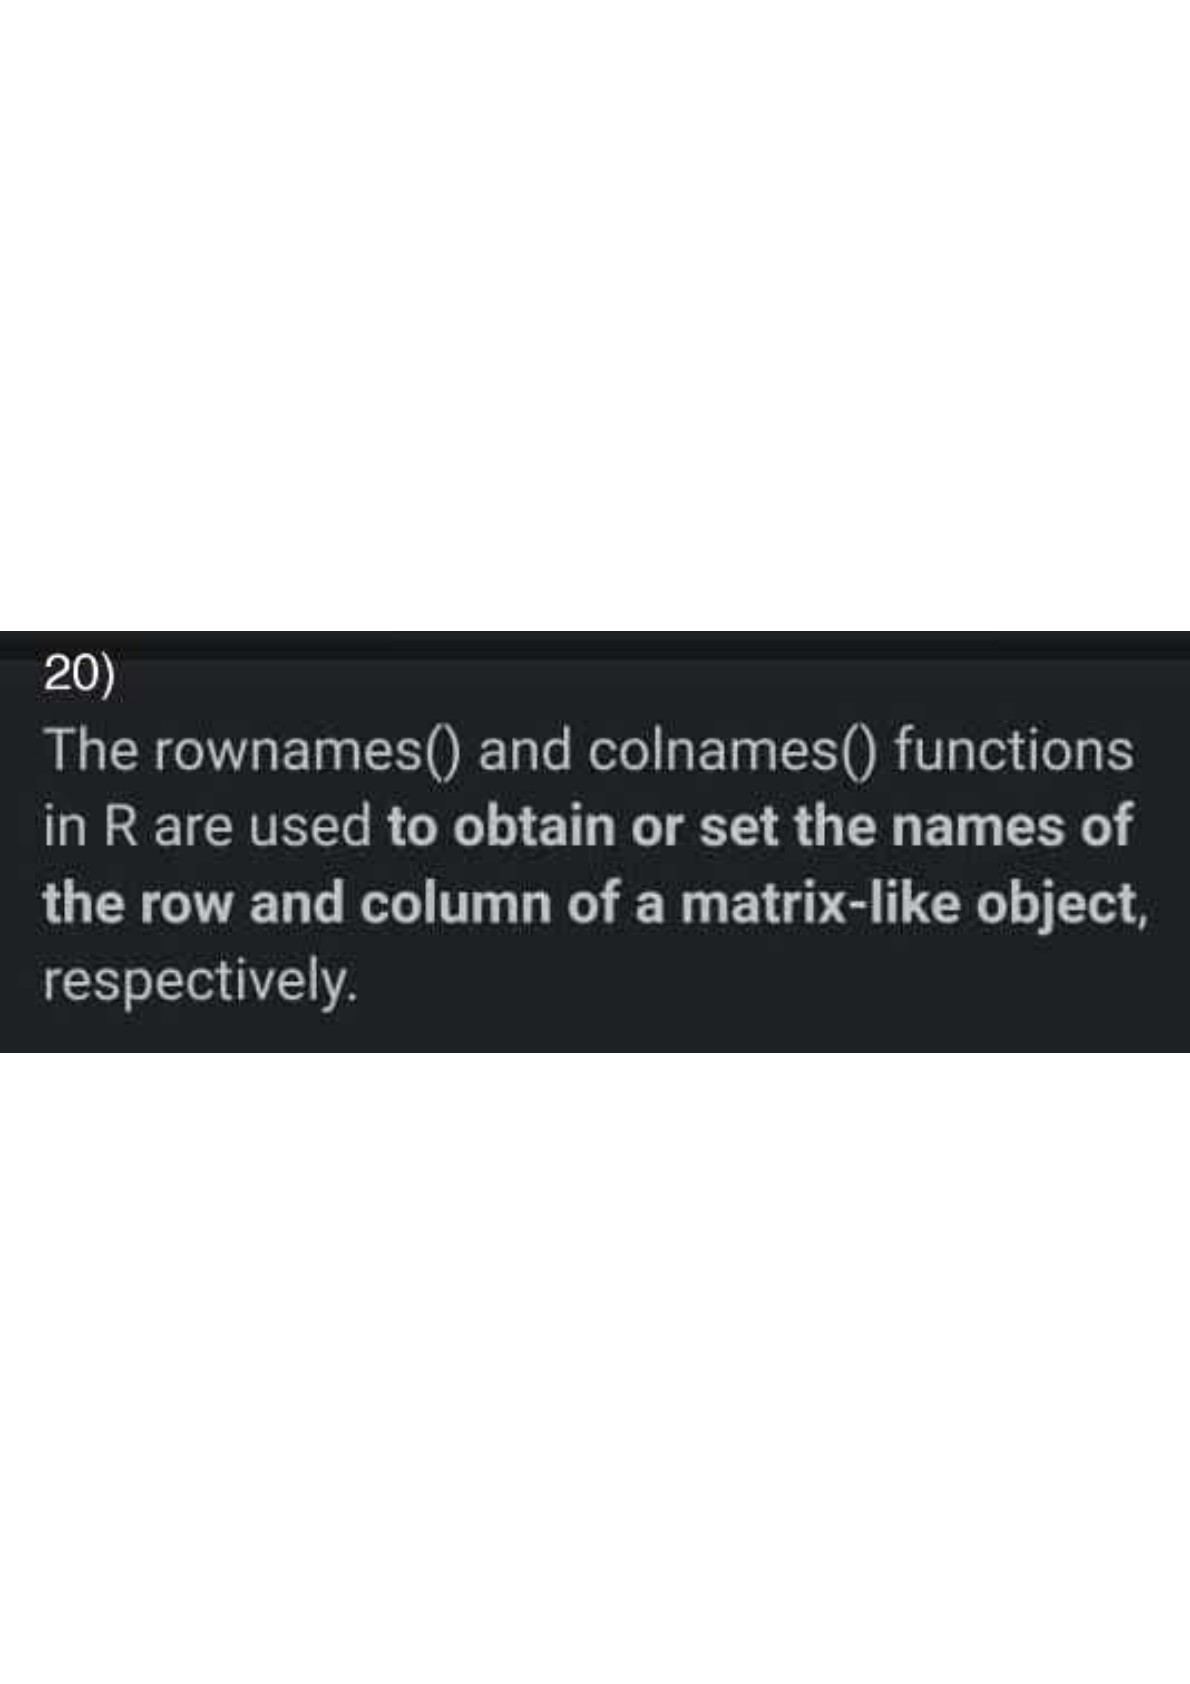 20)
The rownames() and colnames() functions
in R are used to obtain or set the names of
the row and column of a matrix-like object,
respectively.